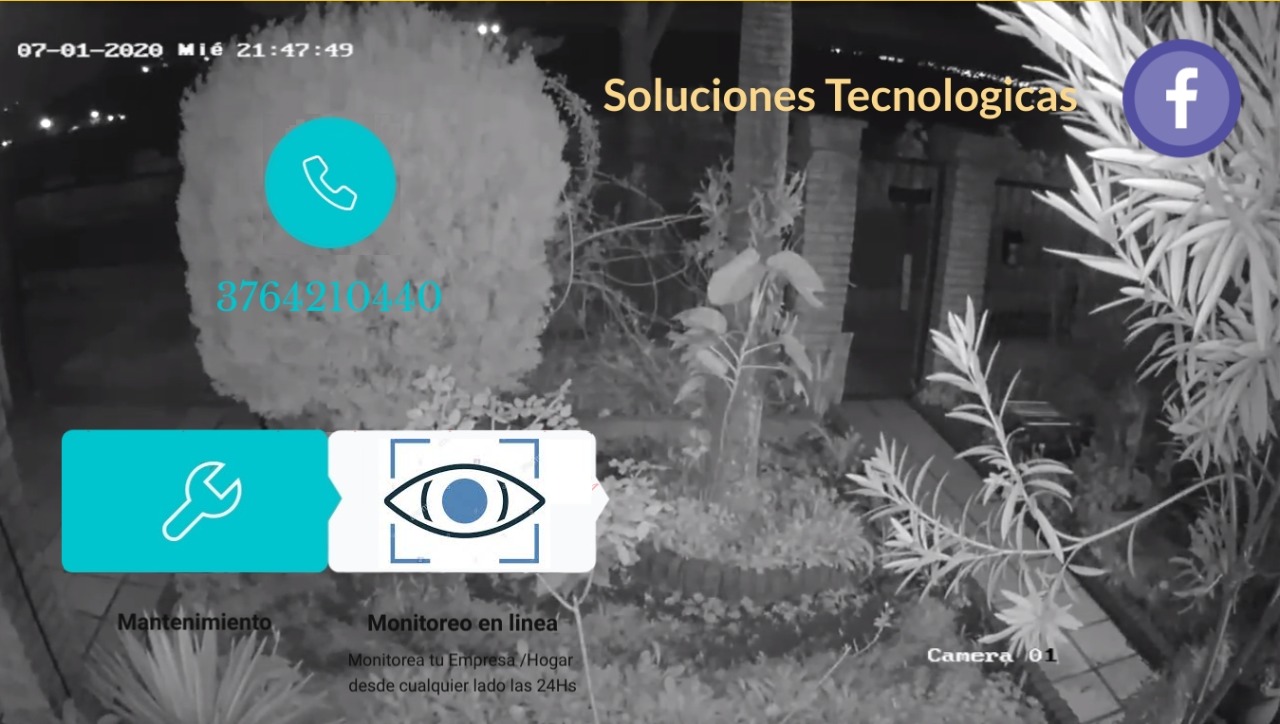 07-01-2020 Mié 21:47:49
Soluciones Tecnologicas
f
3764210440
Mantenimiento
Monitoreo en linea
Monitorea tu Empresa /Hogar
desde cualquier lado las 24Hs
Camera 01